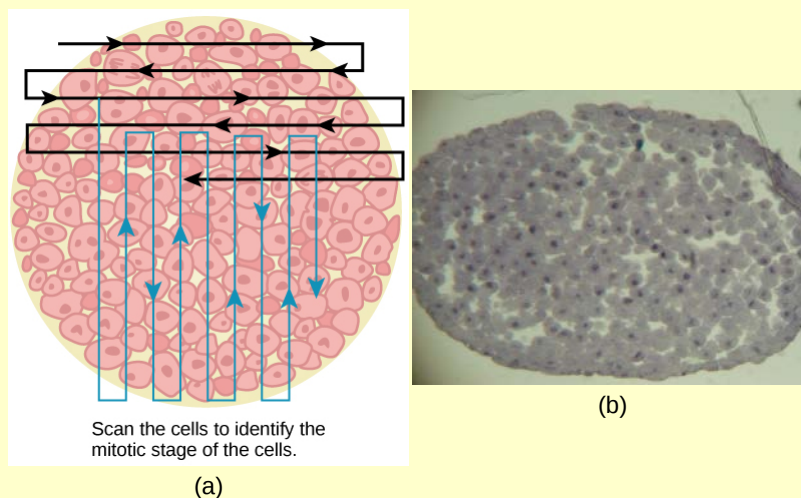 Scan the cells to identify the
mitotic stage of the cells.
(a)
(b)